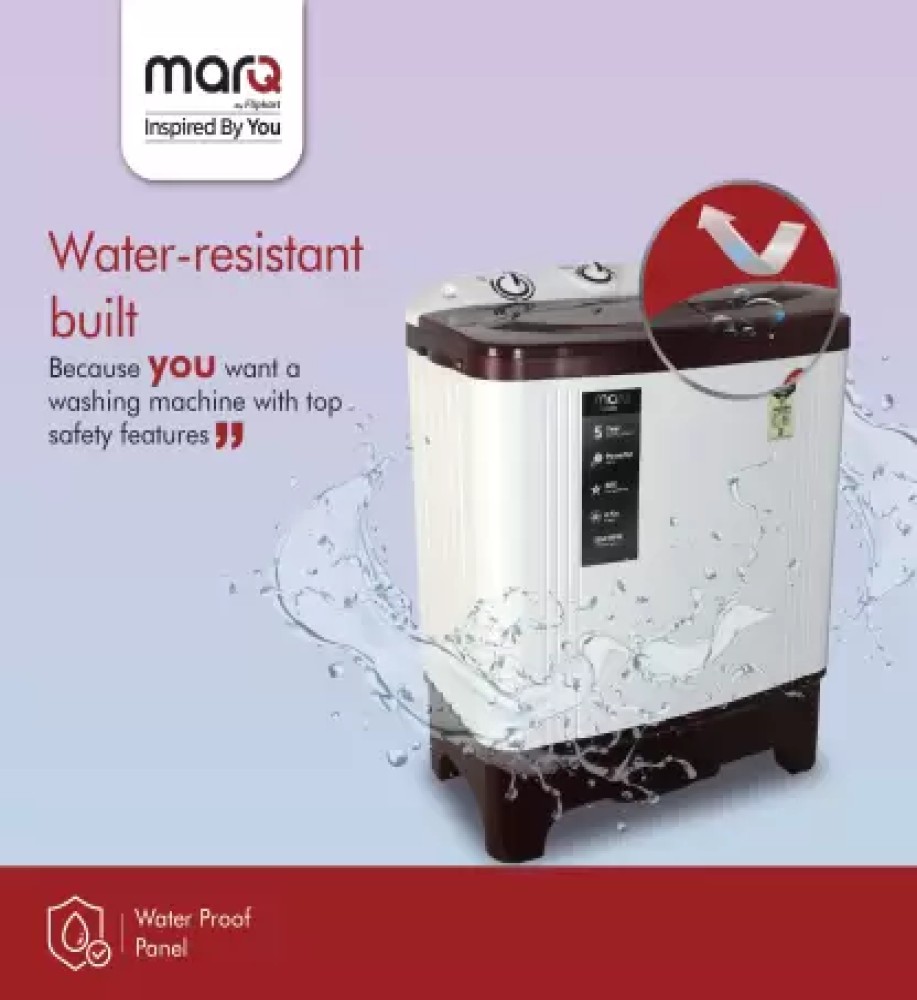 marQ
by Flipkart
Inspired By You
Water-resistant
built
Because you want a
washing machine with top
safety features ”
marQ
5
Water Proof
Panel